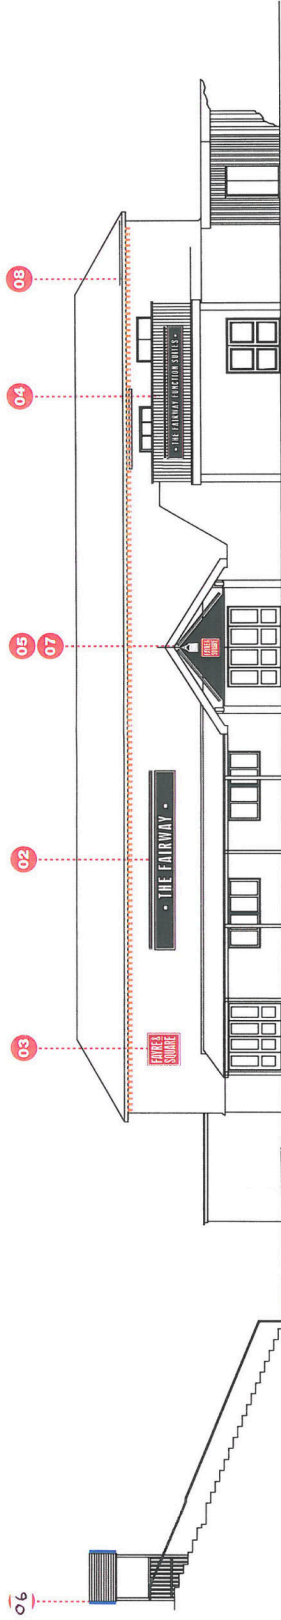 06
03
02
05
07
04
08
FAYRE &
SQUARE
• THE FAIRWAY •
FAYRE &
SQUARE
• THE FAIRWAY FUNCTION SUITES •